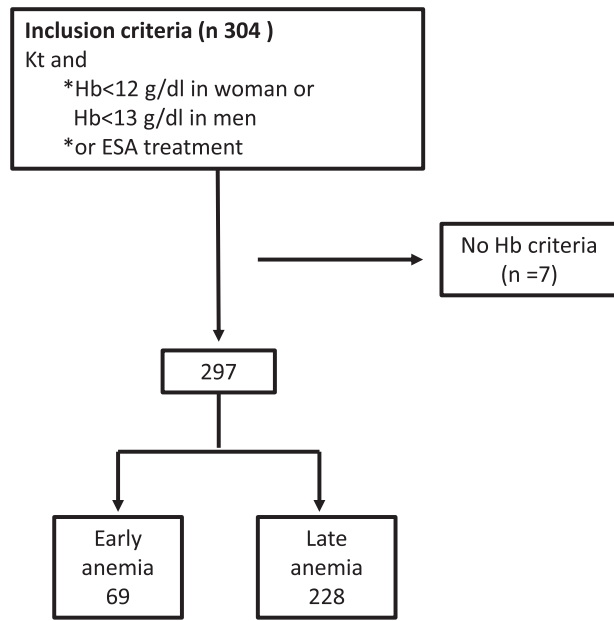 Inclusion criteria (n 304 )
Kt and
*Hb<12 g/dl in woman or
Hb<13 g/dl in men
*or ESA treatment
No Hb criteria
(n =7)
297
Early
anemia
69
Late
anemia
228